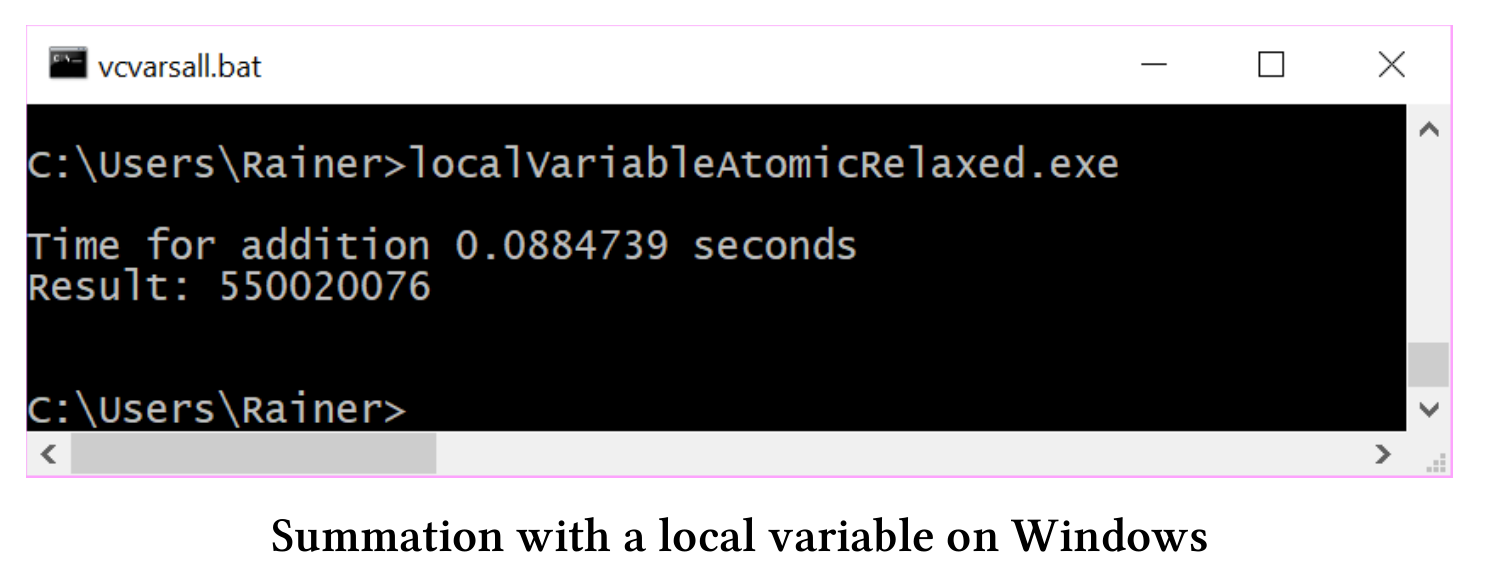 vcvarsall.bat
C:\Users\Rainer>localVariableAtomicRelaxed.exe
Time for addition 0.0884739 seconds
Result: 550020076
C:\Users\Rainer>
Summation with a local variable on Windows